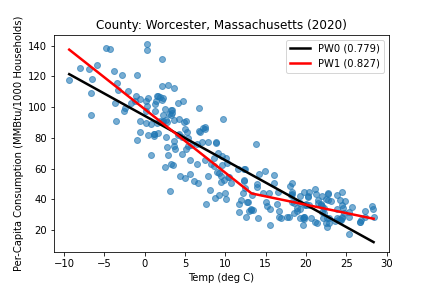 County: Worcester, Massachusetts (2020)
PW0 (0.779)
PW1 (0.827)
Per-Capita Consumption (MMBtu/1000 Households)
140
120
100
80
60
40
20
−10 −5 0 5 10 15 20 25 30
Temp (deg C)